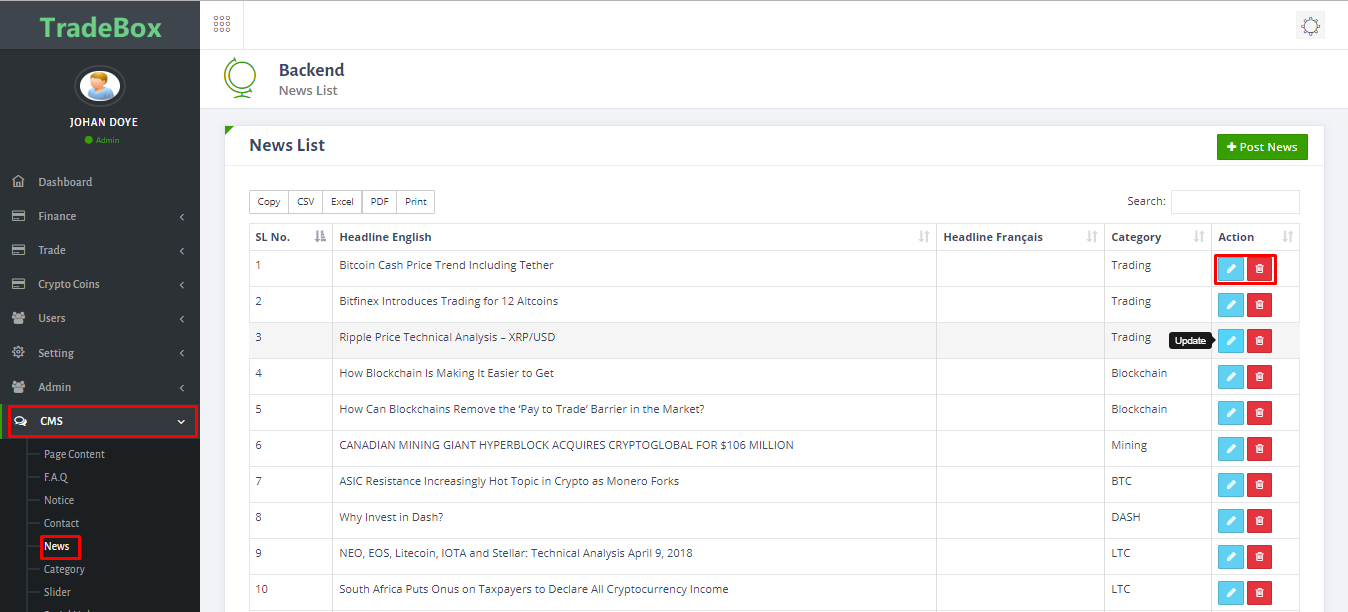 TradeBox
JOHAN DOYE
Admin
Dashboard
Finance
Trade
Crypto Coins
Users
Setting
Admin
CMS
Page Content
F.A.Q
Notice
Contact
News
Category
Slider
Backend
News List
News List
Post News
Copy CSV Excel PDF Print
Search:
SL No. Headline English Headline Français Category Action
1 Bitcoin Cash Price Trend Including Tether Trading
2 Bitfinex Introduces Trading for 12 Altcoins Trading
3 Ripple Price Technical Analysis – XRP/USD Trading Update
4 How Blockchain Is Making It Easier to Get Blockchain
5 How Can Blockchains Remove the ‘Pay to Trade’ Barrier in the Market? Blockchain
6 CANADIAN MINING GIANT HYPERBLOCK ACQUIRES CRYPTOGLOBAL FOR $106 MILLION Mining
7 ASIC Resistance Increasingly Hot Topic in Crypto as Monero Forks BTC
8 Why Invest in Dash? DASH
9 NEO, EOS, Litecoin, IOTA and Stellar: Technical Analysis April 9, 2018 LTC
10 South Africa Puts Onus on Taxpayers to Declare All Cryptocurrency Income LTC